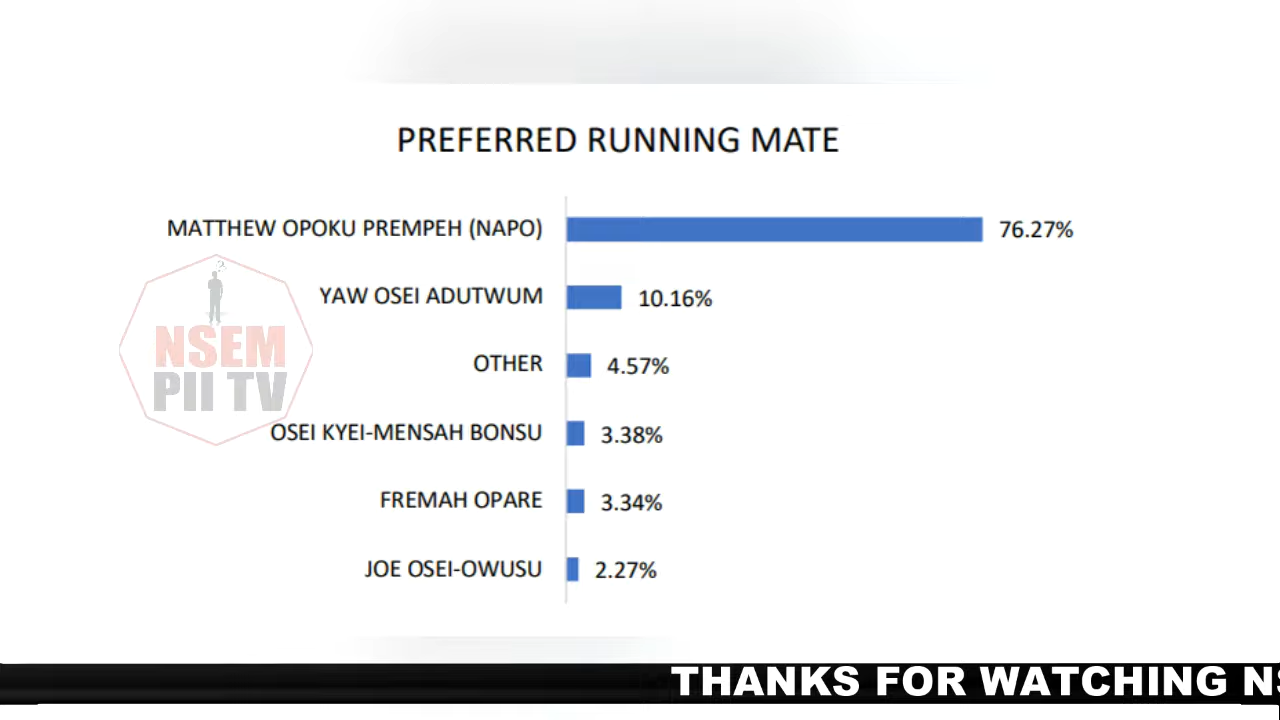 PREFERRED RUNNING MATE
MATTHEW OPOKU PREMPEH (NAPO) 76.27%
YAW OSEI ADUTWUM 10.16%
OTHER 4.57%
OSEI KYEI-MENSAH BONSU 3.38%
FREMAH OPARE 3.34%
JOE OSEI-OWUSU 2.27%
NSEM
PII TV
THANKS FOR WATCHING